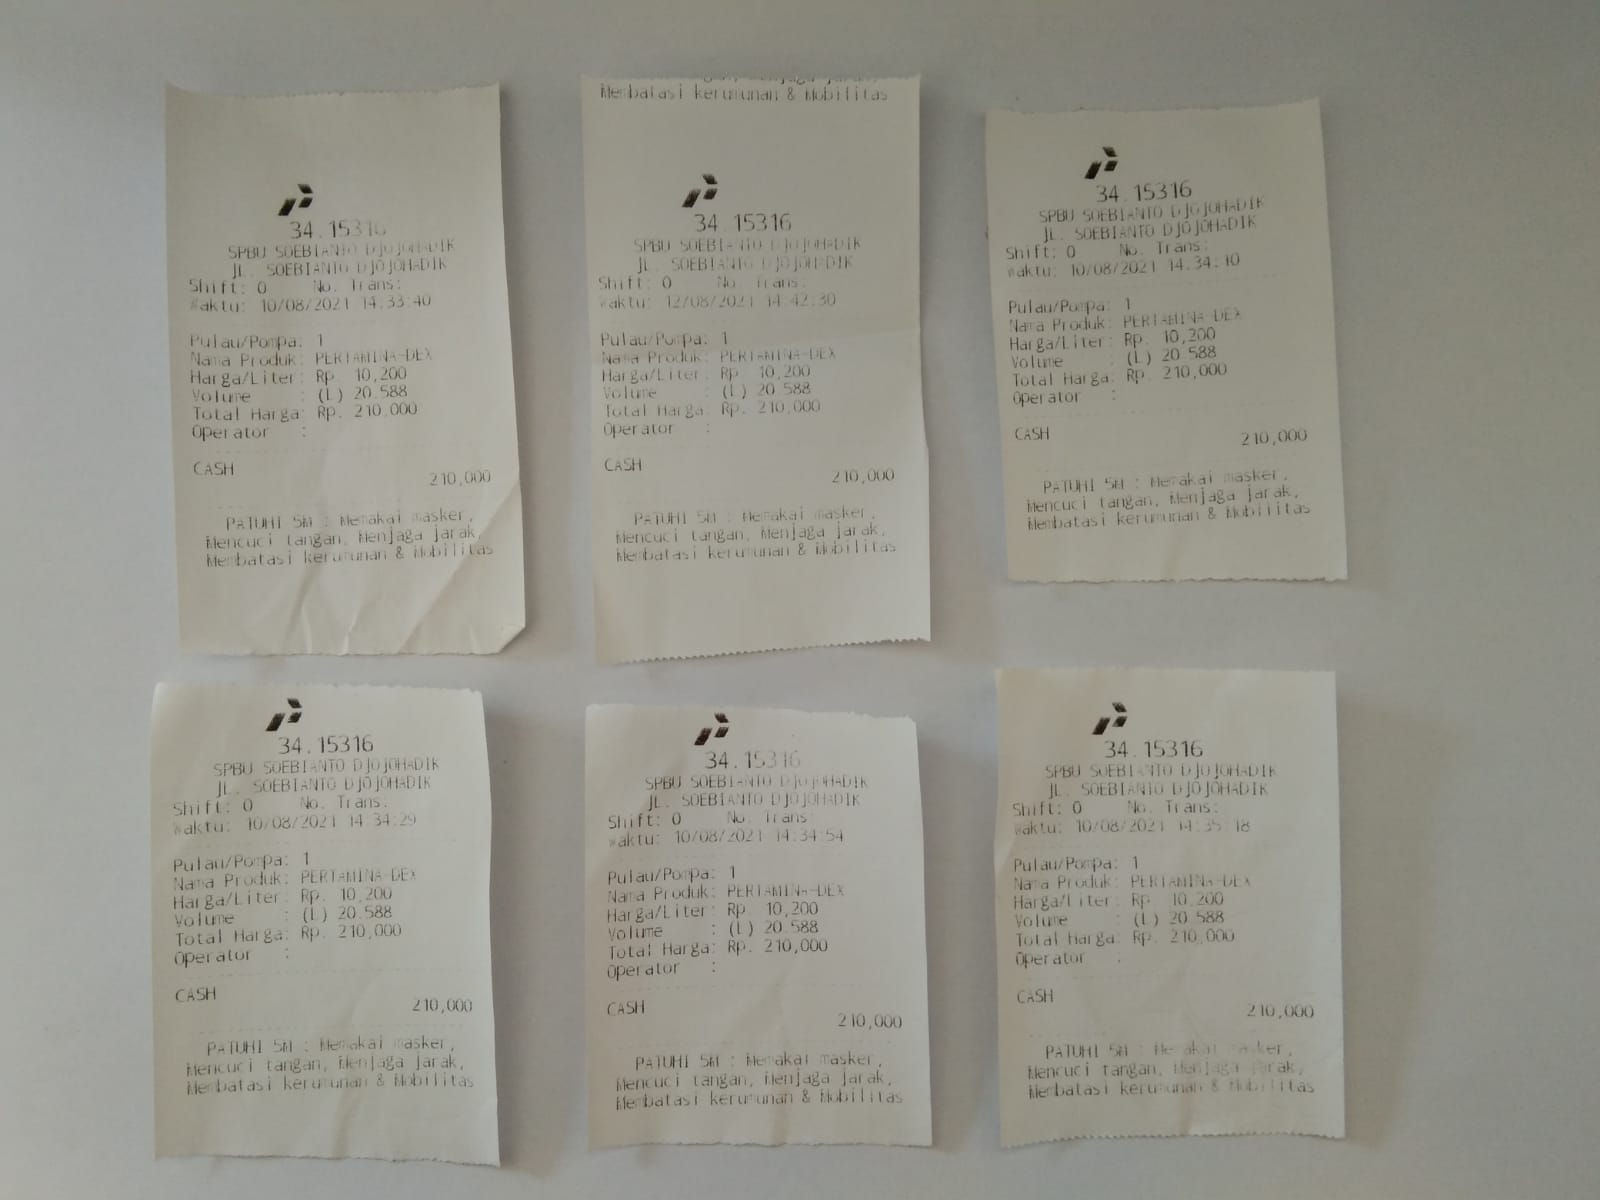 34.15316
SPBU SOEBIANTO DJOJOHADIK
JL. SOEBIANTO DJOJOHADIK
Shift: 0 No. Trans:
Waktu: 10/08/2021 14:33:40
Pulau/Pompa: 1
Nama Produk: PERTAMINA-DEX
Harga/Liter: Rp. 10,200
Volume : (L) 20.588
Total Harga: Rp. 210,000
Operator :
CASH
210,000
PATUHI 5M : Memakai masker,
Mencuci tangan, Menjaga jarak,
Membatasi kerumunan & Mobilitas
Membatasi kerumunan & Mobilitas
34.15316
SPBU SOEBIANTO DJOJOHADIK
JL. SOEBIANTO DJOJOHADIK
Shift: 0 No. Trans:
Waktu: 12/08/2021 14:42:30
Pulau/Pompa: 1
Nama Produk: PERTAMINA-DEX
Harga/Liter: Rp. 10,200
Volume : (L) 20.588
Total Harga: Rp. 210,000
Operator :
CASH
210,000
PATUHI 5M : Memakai masker,
Mencuci tangan, Menjaga jarak,
Membatasi kerumunan & Mobilitas
34.15316
SPBU SOEBIANTO DJOJOHADIK
JL. SOEBIANTO DJOJOHADIK
Shift: 0 No. Trans:
Waktu: 10/08/2021 14:34:10
Pulau/Pompa: 1
Nama Produk: PERTAMINA-DEX
Harga/Liter: Rp. 10,200
Volume : (L) 20.588
Total Harga: Rp. 210,000
Operator :
CASH
210,000
PATUHI 5M : Memakai masker,
Mencuci tangan, Menjaga jarak,
Membatasi kerumunan & Mobilitas
34.15316
SPBU SOEBIANTO DJOJOHADIK
JL. SOEBIANTO DJOJOHADIK
Shift: 0 No. Trans:
Waktu: 10/08/2021 14:34:29
Pulau/Pompa: 1
Nama Produk: PERTAMINA-DEX
Harga/Liter: Rp. 10,200
Volume : (L) 20.588
Total Harga: Rp. 210,000
Operator :
CASH
210,000
PATUHI 5M : Memakai masker,
Mencuci tangan, Menjaga jarak,
Membatasi kerumunan & Mobilitas
34.15316
SPBU SOEBIANTO DJOJOHADIK
JL. SOEBIANTO DJOJOHADIK
Shift: 0 No. Trans:
Waktu: 10/08/2021 14:34:54
Pulau/Pompa: 1
Nama Produk: PERTAMINA-DEX
Harga/Liter: Rp. 10,200
Volume : (L) 20.588
Total Harga: Rp. 210,000
Operator :
CASH
210,000
PATUHI 5M : Memakai masker,
Mencuci tangan, Menjaga jarak,
Membatasi kerumunan & Mobilitas
34.15316
SPBU SOEBIANTO DJOJOHADIK
JL. SOEBIANTO DJOJOHADIK
Shift: 0 No. Trans:
Waktu: 10/08/2021 14:35:18
Pulau/Pompa: 1
Nama Produk: PERTAMINA-DEX
Harga/Liter: Rp. 10,200
Volume : (L) 20.588
Total Harga: Rp. 210,000
Operator :
CASH
210,000
PATUHI 5M : Memakai masker,
Mencuci tangan, Menjaga jarak,
Membatasi kerumunan & Mobilitas